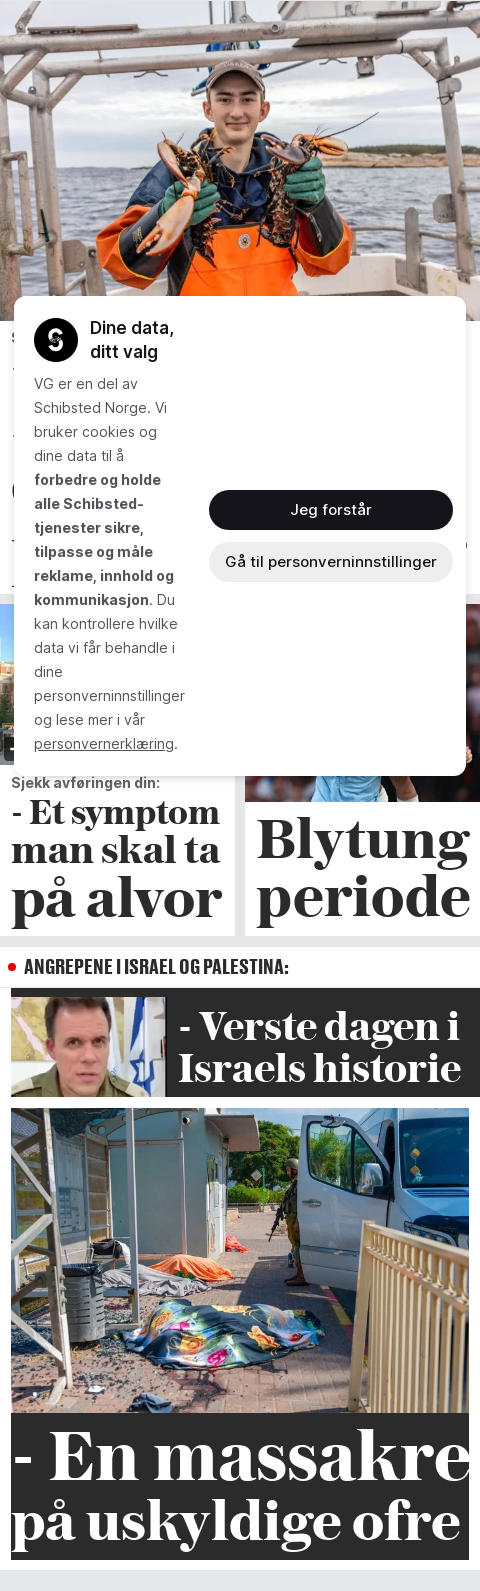 Dine data,
ditt valg
VG er en del av
Schibsted Norge. Vi
bruker cookies og
dine data til å
forbedre og holde
alle Schibsted-
tjenester sikre,
tilpasse og måle
reklame, innhold og
kommunikasjon. Du
kan kontrollere hvilke
data vi får behandle i
dine
personverninnstillinger
og lese mer i vår
personvernerklæring.
Jeg forstår
Gå til personverninnstillinger
Sjekk avføringen din:
- Et symptom
man skal ta
på alvor
Blytung
periode
ANGREPENE I ISRAEL OG PALESTINA:
- Verste dagen i
Israels historie
- En massakre
på uskyldige ofre